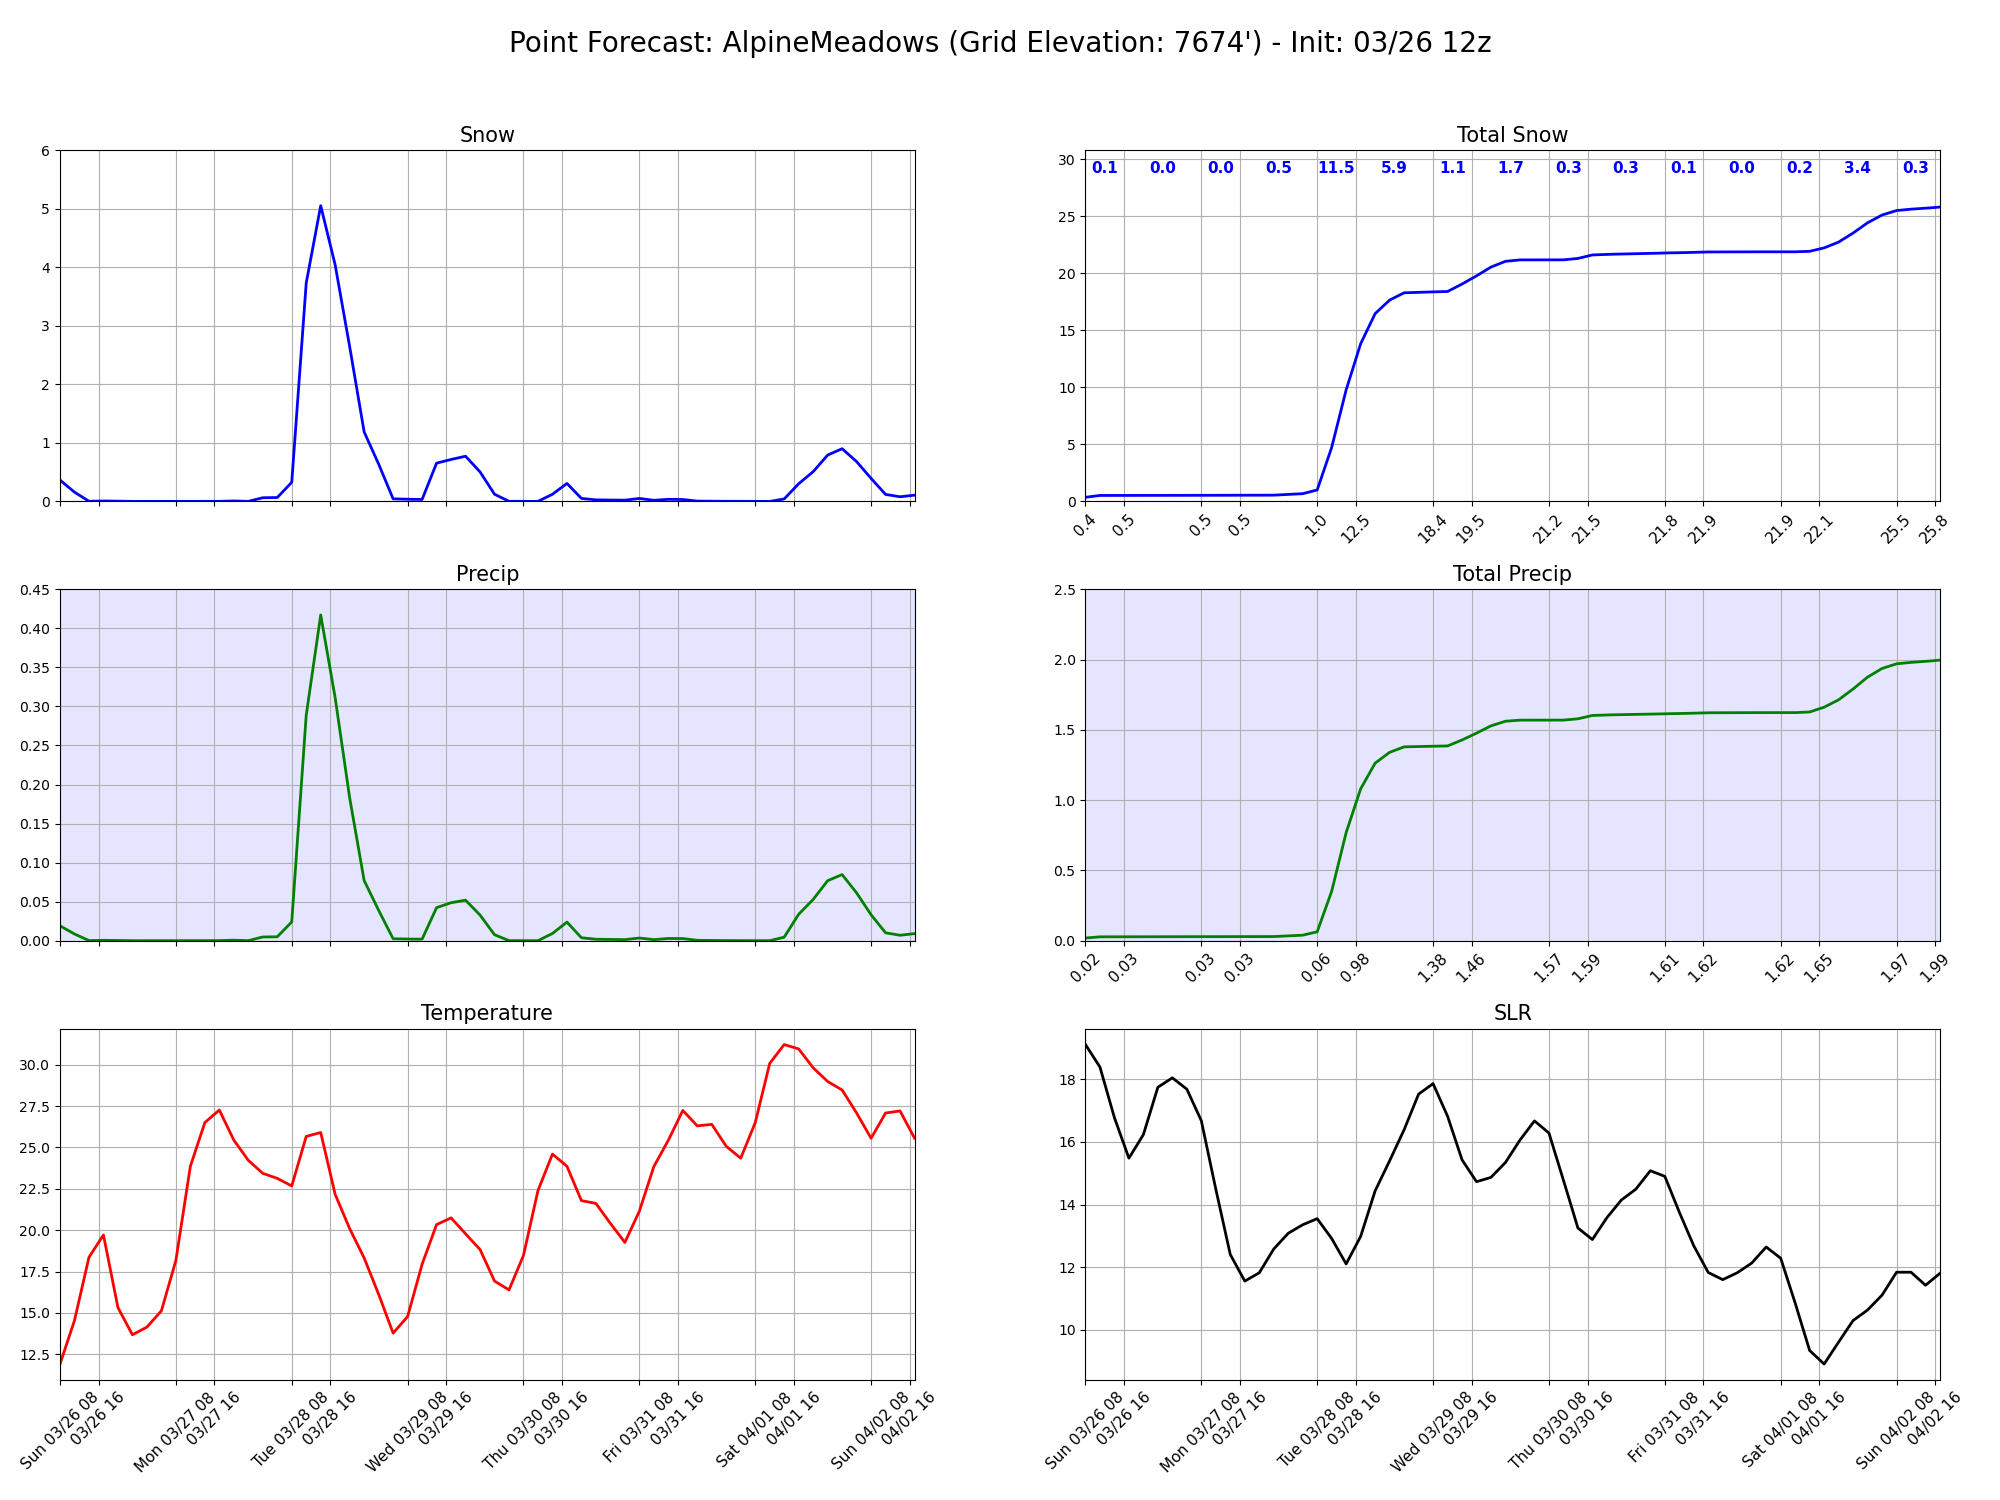 Point Forecast: AlpineMeadows (Grid Elevation: 7674') - Init: 03/26 12z
Snow
6
5
4
3
2
1
0
Total Snow
0.1 0.0 0.0 0.5 11.5 5.9 1.1 1.7 0.3 0.3 0.1 0.0 0.2 3.4 0.3
30
25
20
15
10
5
0
0.4 0.5 0.5 0.5 1.0 12.5 18.4 19.5 21.2 21.5 21.8 21.9 21.9 22.1 25.5 25.8
Precip
0.45
0.40
0.35
0.30
0.25
0.20
0.15
0.10
0.05
0.00
Total Precip
2.5
2.0
1.5
1.0
0.5
0.0
0.02 0.03 0.03 0.03 0.06 0.98 1.38 1.46 1.57 1.59 1.61 1.62 1.62 1.65 1.97 1.99
Temperature
30.0
27.5
25.0
22.5
20.0
17.5
15.0
12.5
Sun 03/26 08
03/26 16
Mon 03/27 08
03/27 16
Tue 03/28 08
03/28 16
Wed 03/29 08
03/29 16
Thu 03/30 08
03/30 16
Fri 03/31 08
03/31 16
Sat 04/01 08
04/01 16
Sun 04/02 08
04/02 16
SLR
18
16
14
12
10
Sun 03/26 08
03/26 16
Mon 03/27 08
03/27 16
Tue 03/28 08
03/28 16
Wed 03/29 08
03/29 16
Thu 03/30 08
03/30 16
Fri 03/31 08
03/31 16
Sat 04/01 08
04/01 16
Sun 04/02 08
04/02 16